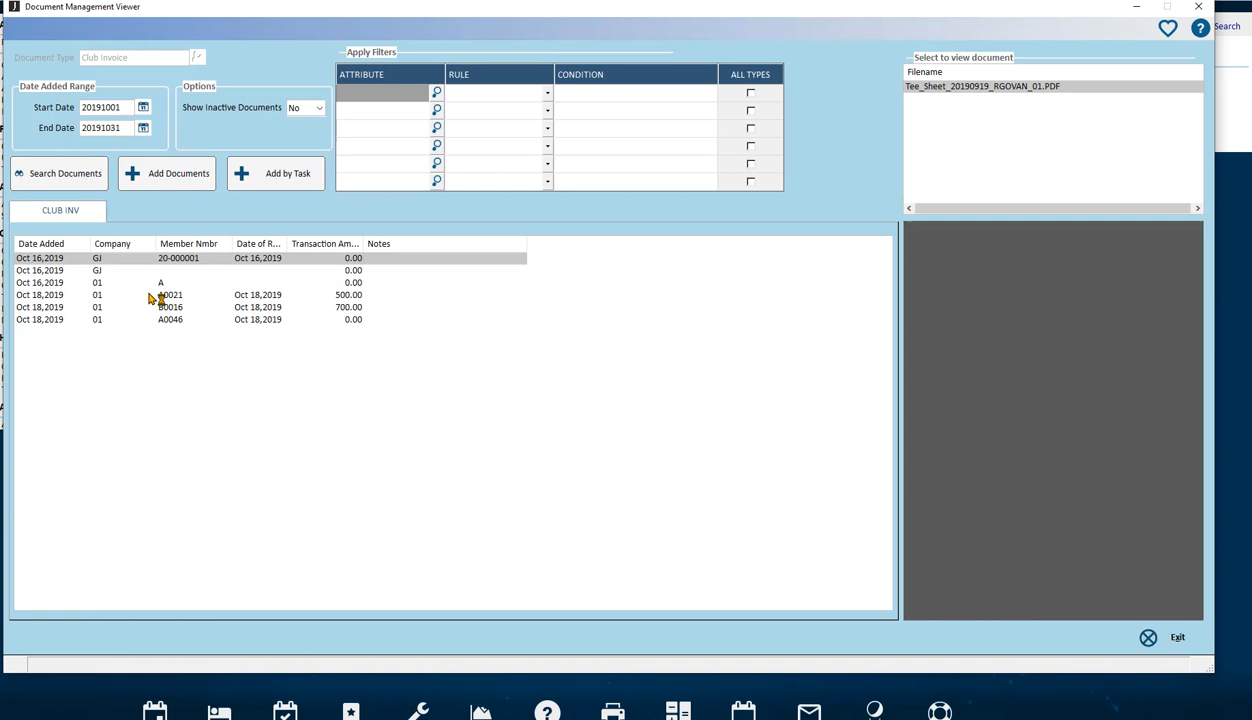 Document Management Viewer
Search
Document Type Club Invoice
Apply Filters
Select to view document
ATTRIBUTE RULE CONDITION ALL TYPES
Filename
Tee_Sheet_20190919_RGOVAN_01.PDF
Date Added Range
Start Date 20191001
End Date 20191031
Options
Show Inactive Documents No
Search Documents Add Documents Add by Task
CLUB INV
Date Added Company Member Nmbr Date of R... Transaction Am... Notes
Oct 16,2019 GJ 20-000001 Oct 16,2019 0.00
Oct 16,2019 GJ 0.00
Oct 16,2019 01 A 0.00
Oct 18,2019 01 A0021 Oct 18,2019 500.00
Oct 18,2019 01 B0016 Oct 18,2019 700.00
Oct 18,2019 01 A0046 Oct 18,2019 0.00
Exit